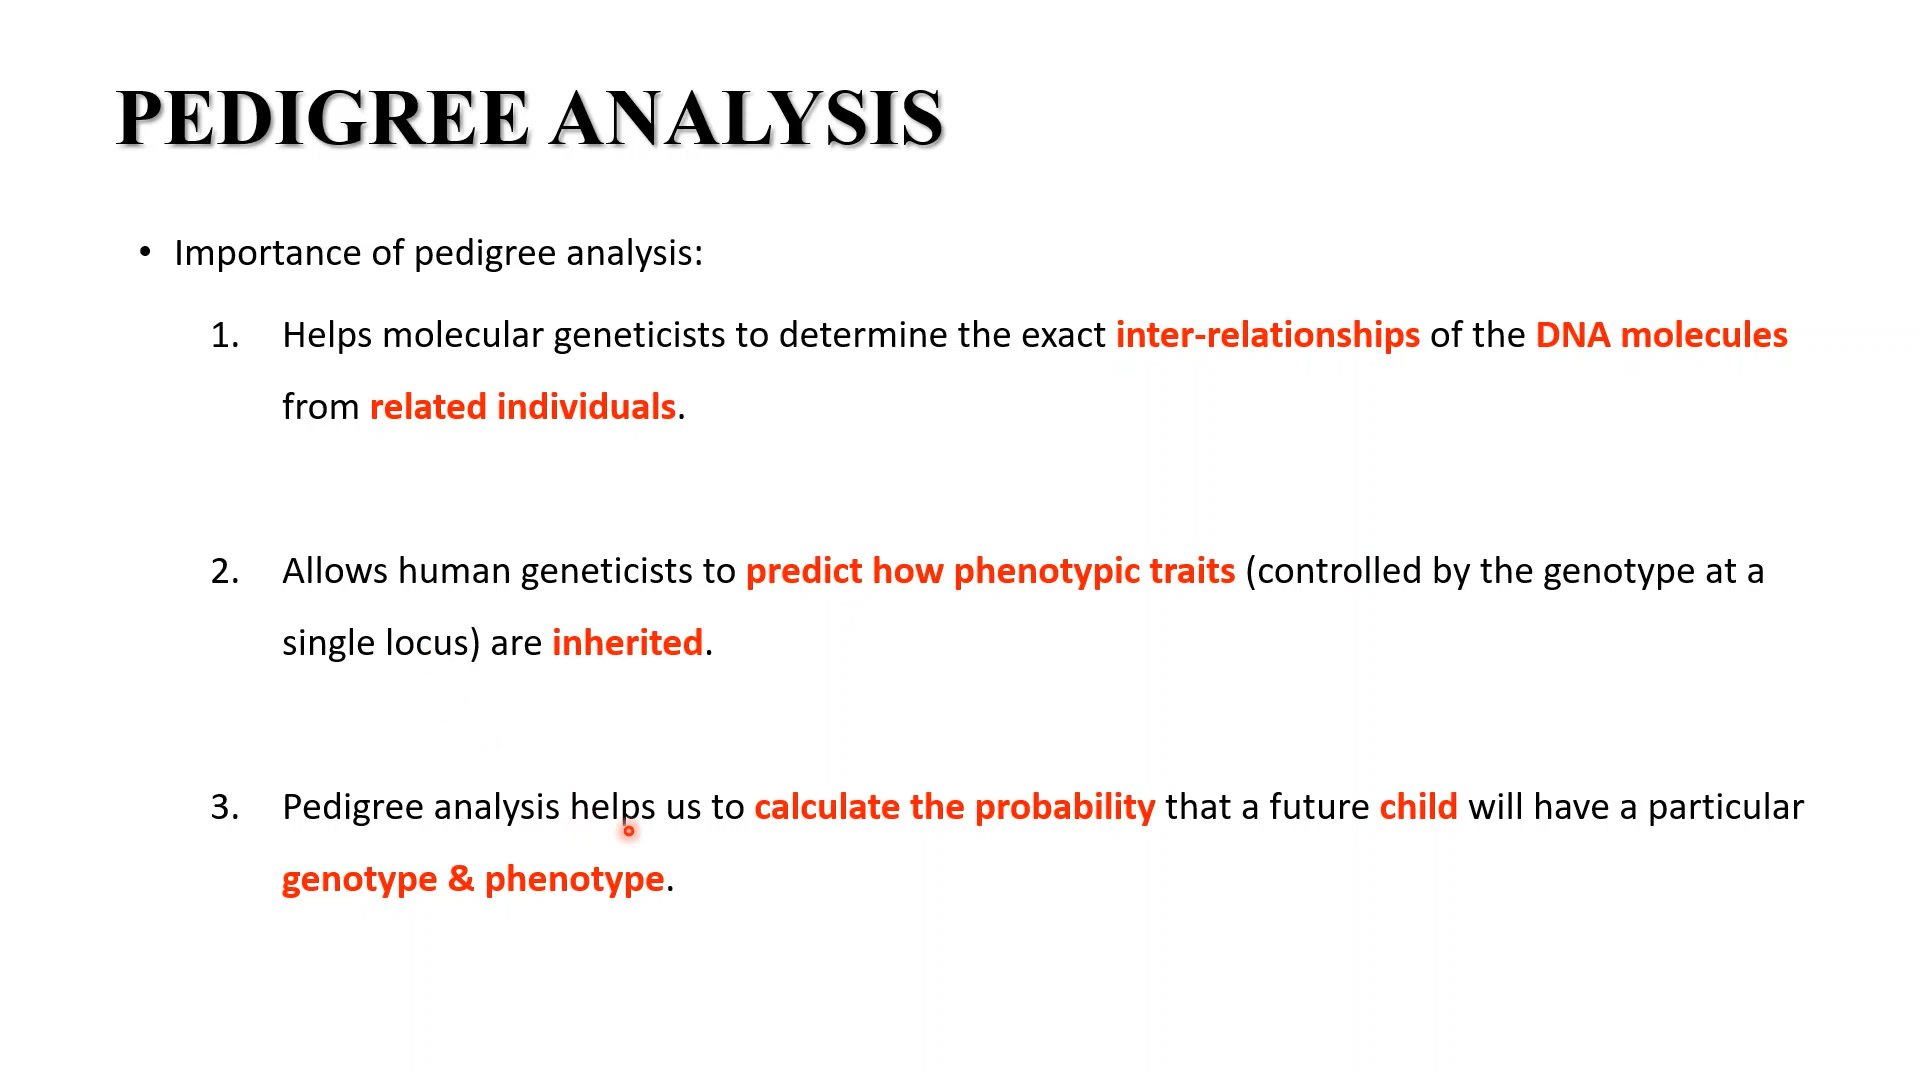 PEDIGREE ANALYSIS
• Importance of pedigree analysis:
1. Helps molecular geneticists to determine the exact inter-relationships of the DNA molecules
from related individuals.
2. Allows human geneticists to predict how phenotypic traits (controlled by the genotype at a
single locus) are inherited.
3. Pedigree analysis helps us to calculate the probability that a future child will have a particular
genotype & phenotype.